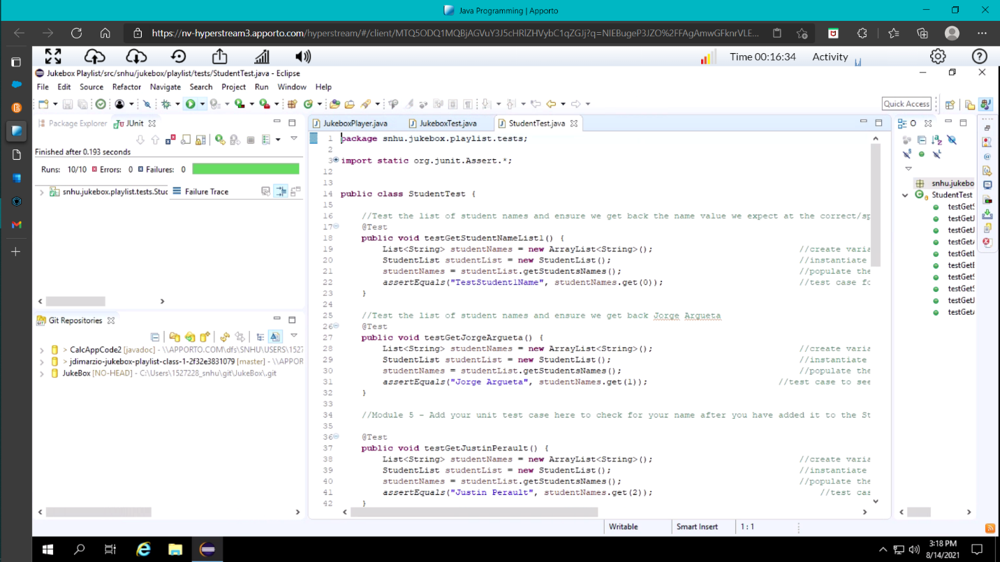 Java Programming | Apporto
https://nv-hyperstream3.apporto.com/hyperstream/#/client/
Time 00:16:34 Activity
Jukebox Playlist/src/snhu/jukebox/playlist/tests/StudentTest.java - Eclipse
File Edit Source Refactor Navigate Search Project Run Window Help
Quick Access
Package Explorer JUnit
Finished after 0.193 seconds
Runs: 10/10 Errors: 0 Failures: 0
snhu.jukebox.playlist.tests.Stuc Failure Trace
Git Repositories
> CalcAppCode2 [javadoc] - \\APPORTO.COM\dfs\SNHU\USERS\1527
> jdimarzio-jukebox-playlist-class-1-2f32e3831079 [master] - \\APPOR
JukeBox [NO-HEAD] - C:\Users\1527228_snhu\git\JukeBox\.git
JukeboxPlayer.java JukeboxTest.java StudentTest.java
1 package snhu.jukebox.playlist.tests;
2
3 import static org.junit.Assert.*;
12
13
14 public class StudentTest {
15
16 //Test the list of student names and ensure we get back the name value we expect at the correct/sp
17 @Test
18 public void testGetStudentNameList1() {
19 List<String> studentNames = new ArrayList<String>(); //create varia
20 StudentList studentList = new StudentList(); //instantiate
21 studentNames = studentList.getStudentsNames(); //populate the
22 assertEquals("TestStudent1Name", studentNames.get(0)); //test case fo
23 }
24
25 //Test the list of student names and ensure we get back Jorge Argueta
26 @Test
27 public void testGetJorgeArgueta() {
28 List<String> studentNames = new ArrayList<String>(); //create varia
29 StudentList studentList = new StudentList(); //instantiate
30 studentNames = studentList.getStudentsNames(); //populate the
31 assertEquals("Jorge Argueta", studentNames.get(1)); //test case to see
32 }
33
34 //Module 5 - Add your unit test case here to check for your name after you have added it to the St
35
36 @Test
37 public void testGetJustinPerault() {
38 List<String> studentNames = new ArrayList<String>(); //create varia
39 StudentList studentList = new StudentList(); //instantiate
40 studentNames = studentList.getStudentsNames(); //populate the
41 assertEquals("Justin Perault", studentNames.get(2)); //test cas
42 }
O
snhu.jukebo
StudentTest
testGetS
testGetJ
testGetJ
testGetA
testGetL
testGetE
testGetS
testGetS
testGetJ
testGetA
Writable Smart Insert 1 : 1
3:18 PM
8/14/2021